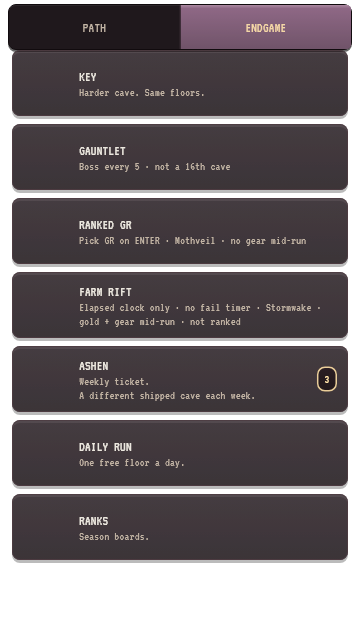 PATH
ENDGAME
KEY
Harder cave. Same floors.
GAUNTLET
Boss every 5 · not a 16th cave
RANKED GR
Pick GR on ENTER · Mothveil · no gear mid-run
FARM RIFT
Elapsed clock only · no fail timer · Stormwake ·
gold + gear mid-run · not ranked
ASHEN
Weekly ticket.
A different shipped cave each week.
3
DAILY RUN
One free floor a day.
RANKS
Season boards.